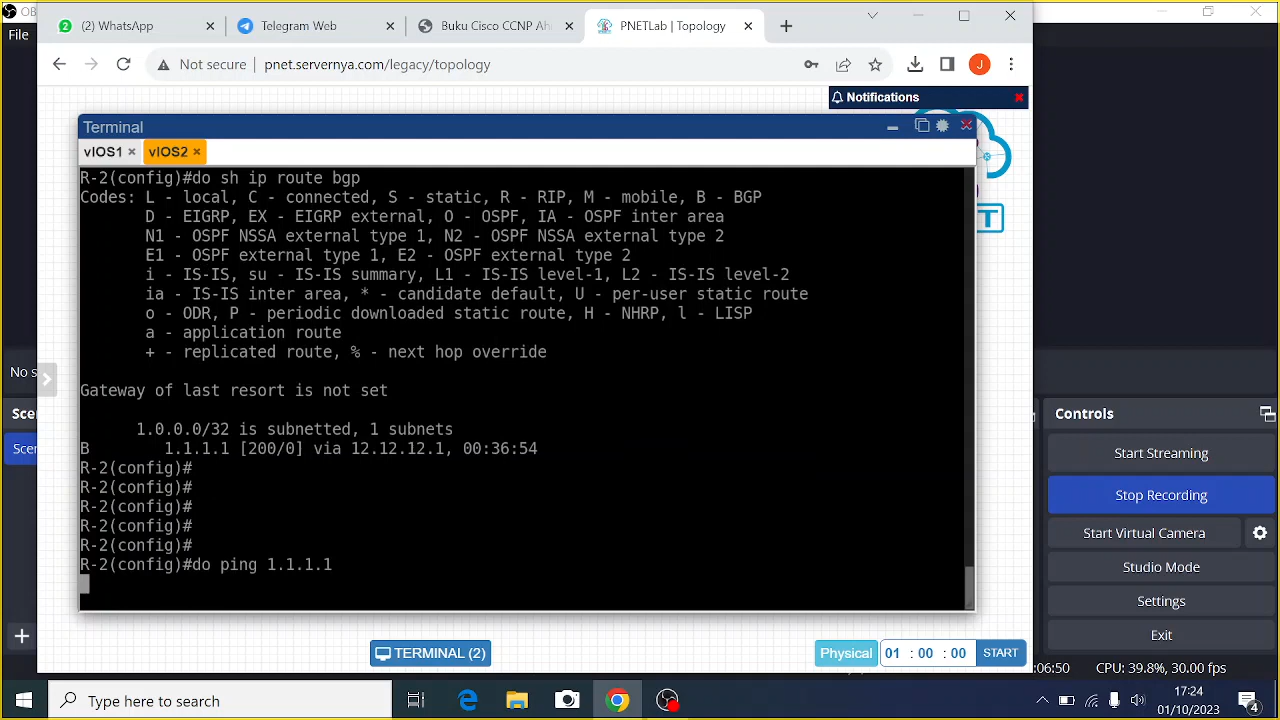 OB
(2) WhatsApp
Telegram Web
Buku Cisco CCNP API
PNETLab | Topology
File
Not secure | pnet.servernya.com/legacy/topology
J
Notifications
Terminal
vIOS1
vIOS2
T
R-2(config)#do sh ip route bgp
Codes: L - local, C - connected, S - static, R - RIP, M - mobile, B - BGP
D - EIGRP, EX - EIGRP external, O - OSPF, IA - OSPF inter area
N1 - OSPF NSSA external type 1, N2 - OSPF NSSA external type 2
E1 - OSPF external type 1, E2 - OSPF external type 2
i - IS-IS, su - IS-IS summary, L1 - IS-IS level-1, L2 - IS-IS level-2
ia - IS-IS inter area, * - candidate default, U - per-user static route
o - ODR, P - periodic downloaded static route, H - NHRP, l - LISP
a - application route
+ - replicated route, % - next hop override
Gateway of last resort is not set
1.0.0.0/32 is subnetted, 1 subnets
B 1.1.1.1 [200/0] via 12.12.12.1, 00:36:54
R-2(config)#
R-2(config)#
R-2(config)#
R-2(config)#
R-2(config)#
R-2(config)#do ping 1.1.1.1
No s
Scen
Scen
Controls
Start Streaming
Stop Recording
Start Virtual Camera
Studio Mode
Settings
Exit
TERMINAL (2)
Physical
01 : 00 : 00
START
:06:50
CPU: 39.8%, 30.00 fps
Type here to search
17:24
01/10/2023
4